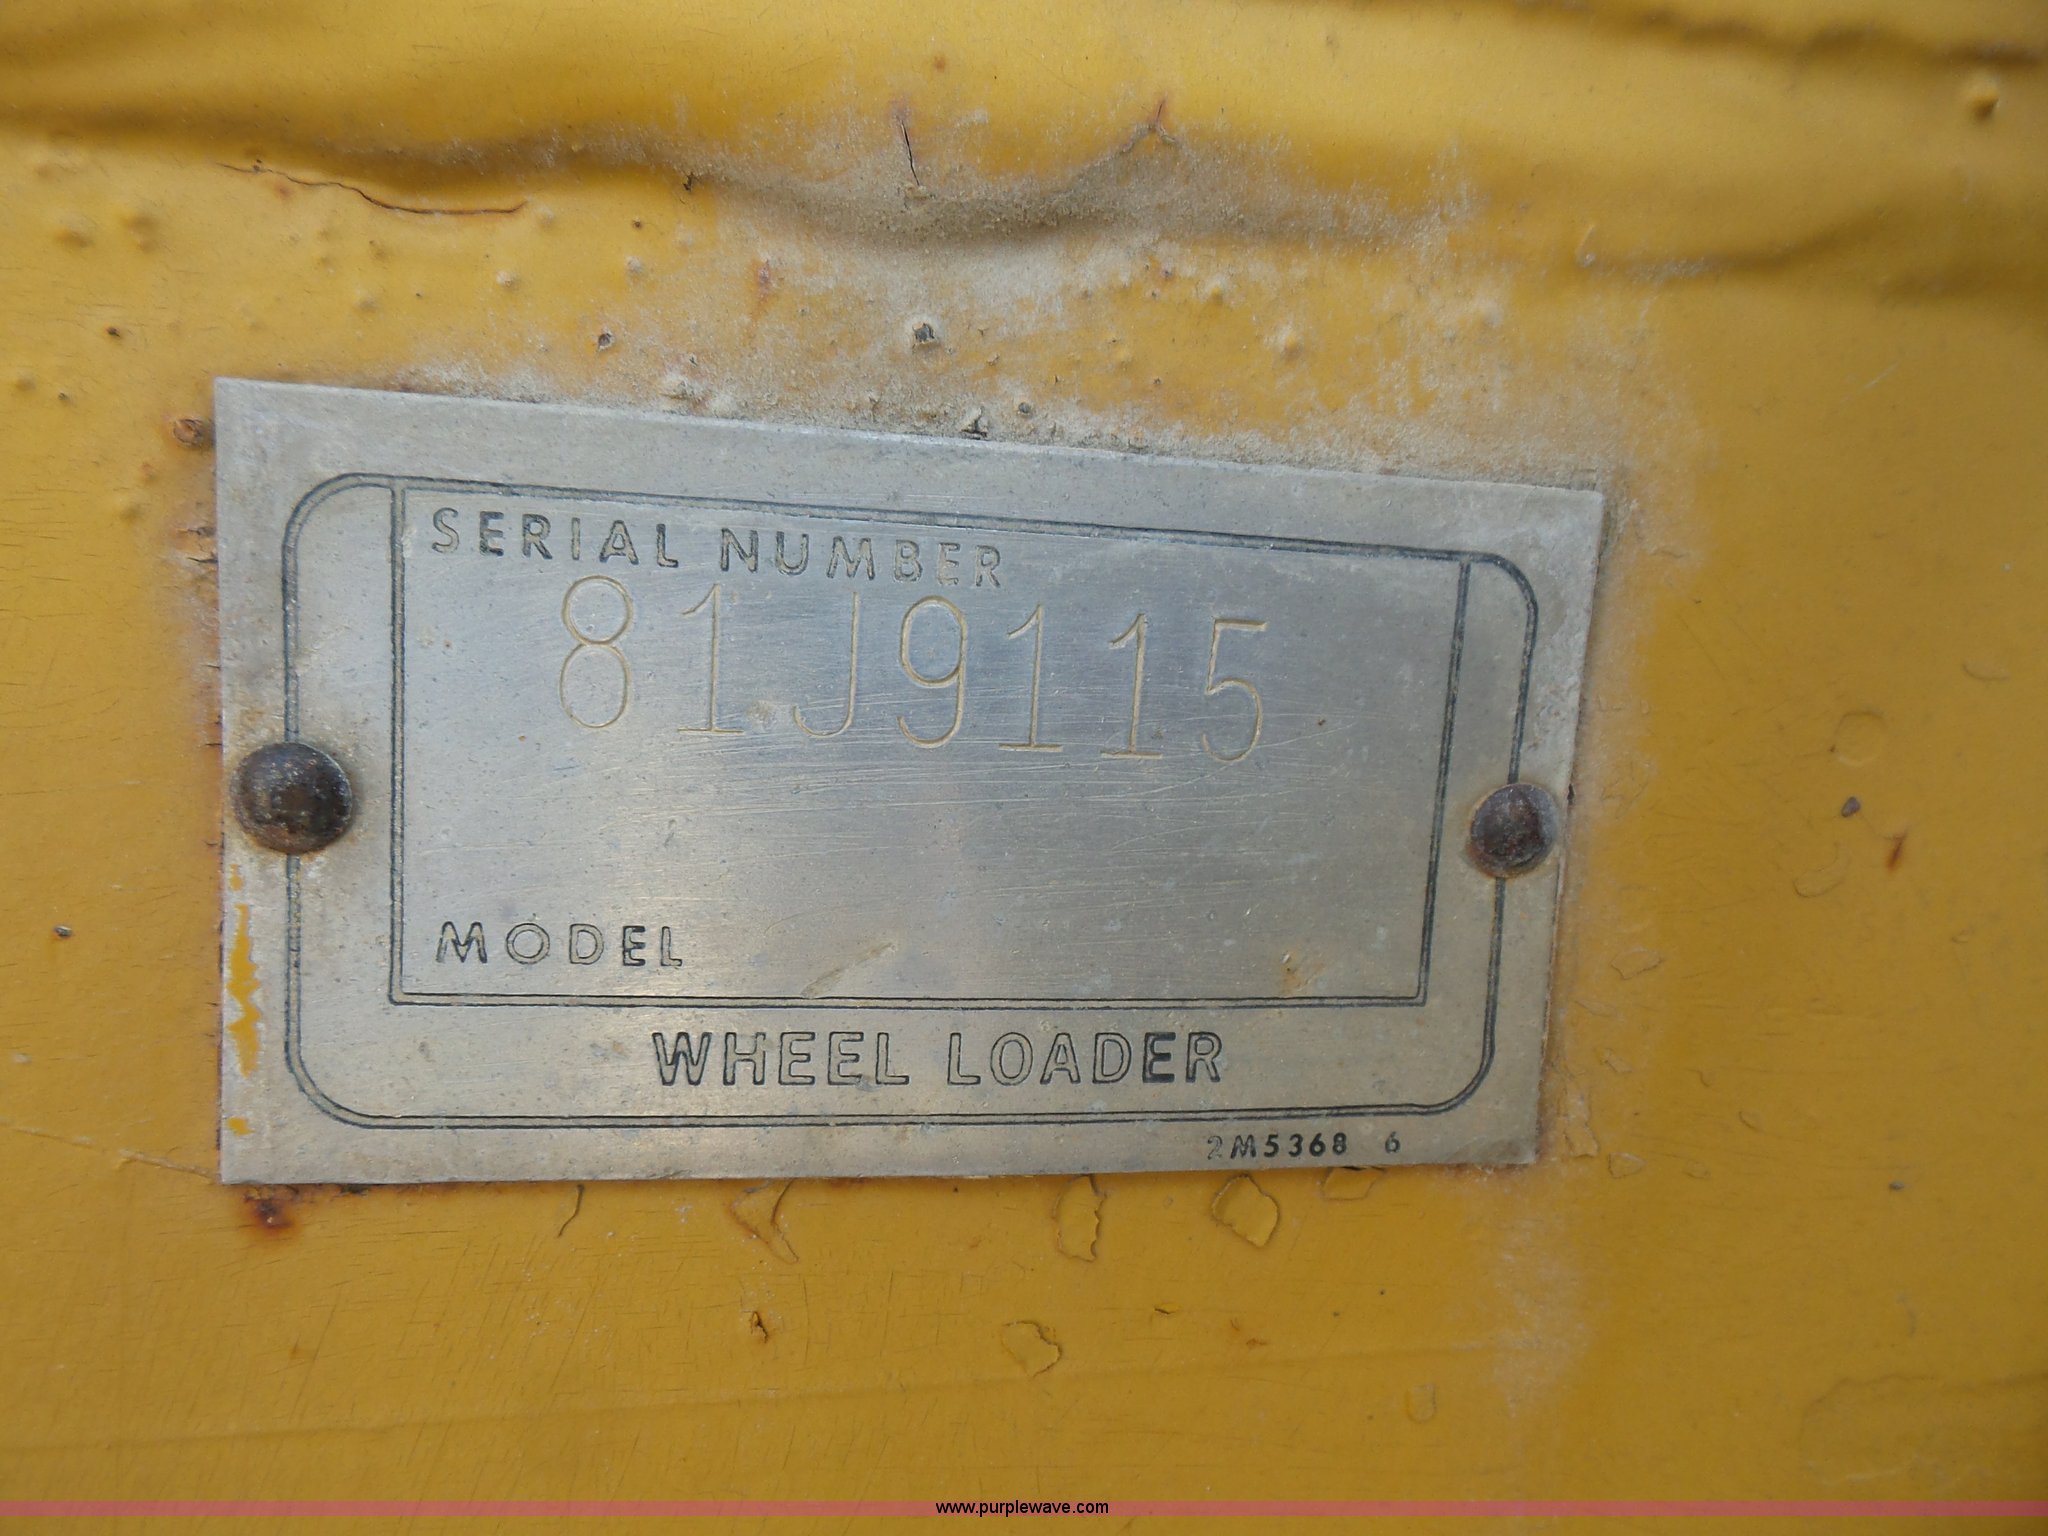 SERIAL NUMBER
81J9115
MODEL
WHEEL LOADER
2M5368 6
www.purplewave.com